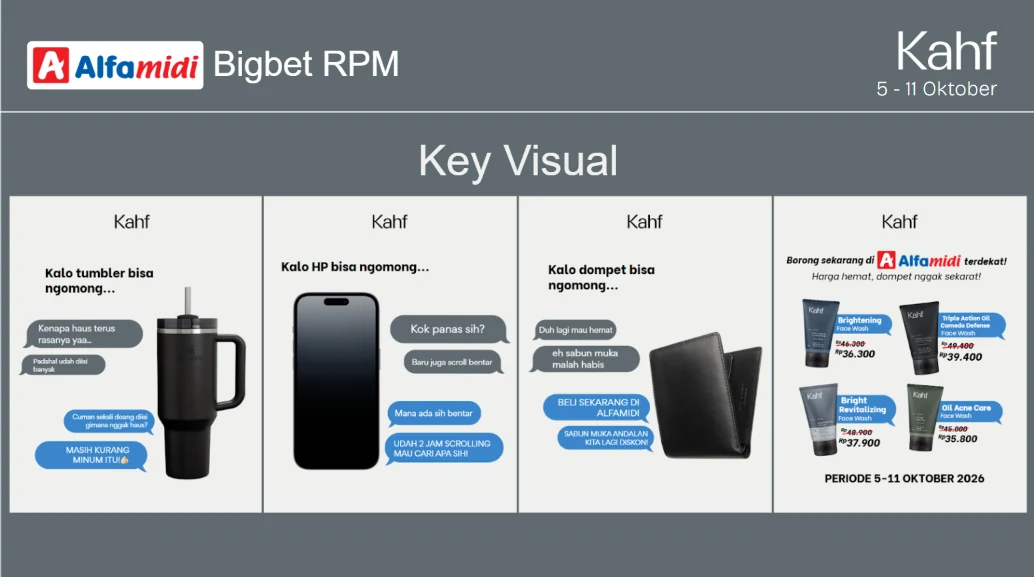 Alfamidi Bigbet RPM
Kahf
5 - 11 Oktober
Key Visual
Kahf
Kalo tumbler bisa
ngomong...
Kenapa haus terus
rasanya yaa..
Padahal udah diisi
banyak
Cuman sekali doang diisi
gimana nggak haus?
MASIH KURANG
MINUM ITU!👍
Kahf
Kalo HP bisa ngomong...
Kok panas sih?
Baru juga scroll bentar
Mana ada sih bentar
UDAH 2 JAM SCROLLING
MAU CARI APA SIH!
Kahf
Kalo dompet bisa
ngomong...
Duh lagi mau hemat
eh sabun muka
malah habis
BELI SEKARANG DI
ALFAMIDI
SABUN MUKA ANDALAN
KITA LAGI DISKON!
Kahf
Borong sekarang di Alfamidi terdekat!
Harga hemat, dompet nggak sekarat!
Kahf
Brightening
Face Wash
Rp46.300
Rp36.300
Kahf
Triple Action Oil
Comedo Defense
Face Wash
Rp49.400
Rp39.400
Kahf
Bright
Revitalizing
Face Wash
Rp48.900
Rp37.900
Kahf
Oil Acne Care
Face Wash
Rp45.800
Rp35.800
PERIODE 5-11 OKTOBER 2026